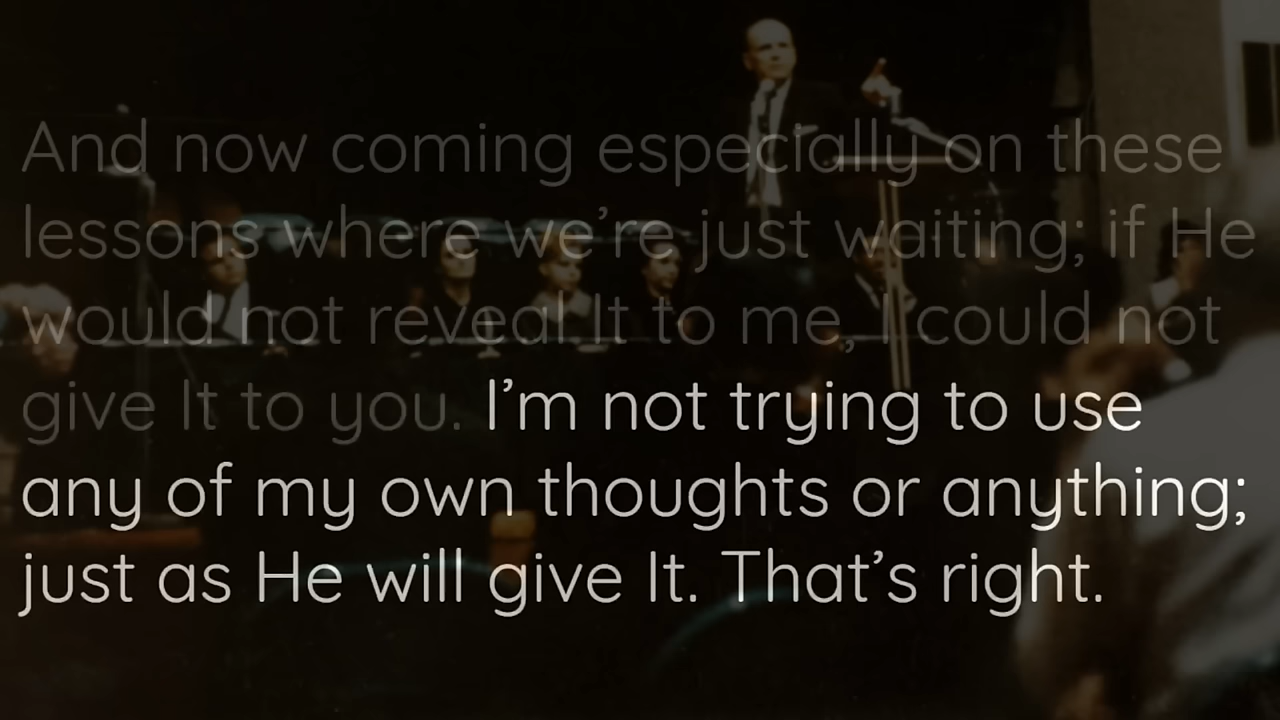 And now coming especially on these
lessons where we’re just waiting; if He
would not reveal It to me, I could not
give It to you. I’m not trying to use
any of my own thoughts or anything;
just as He will give It. That’s right.